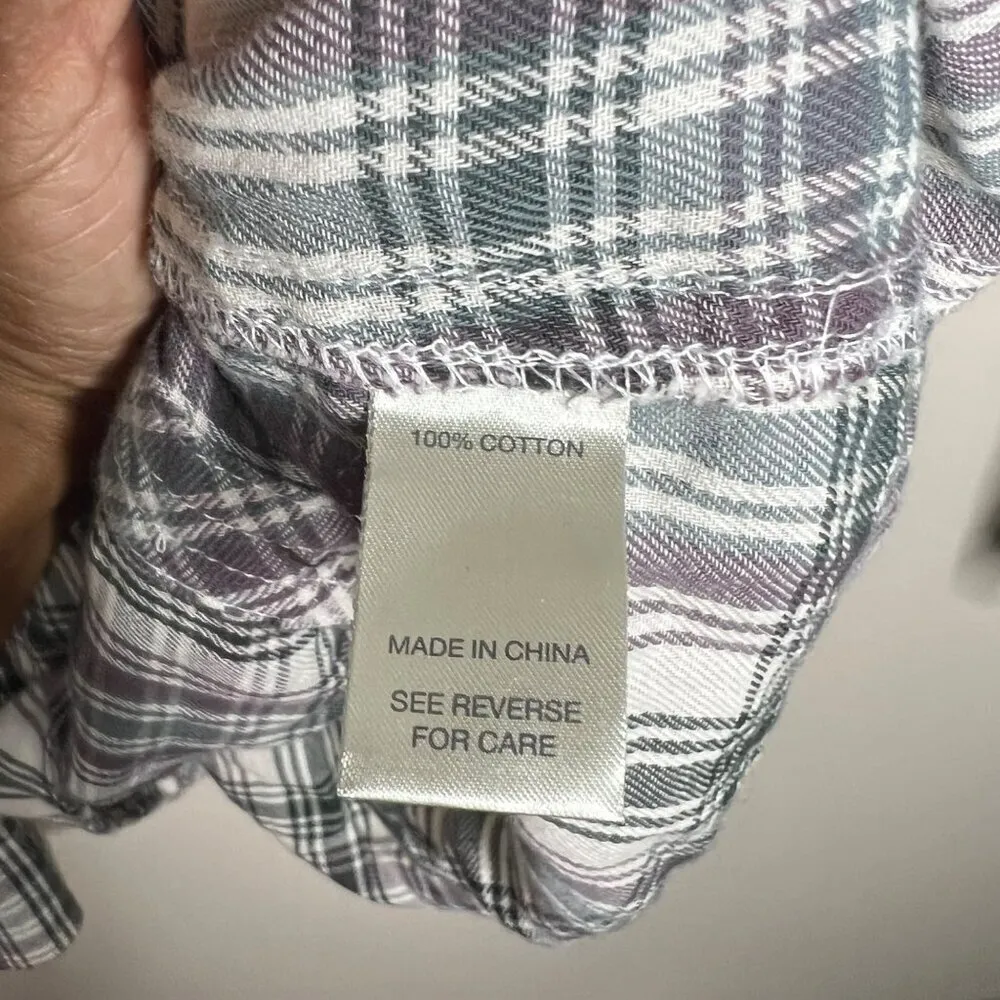 100% COTTON
MADE IN CHINA
SEE REVERSE
FOR CARE